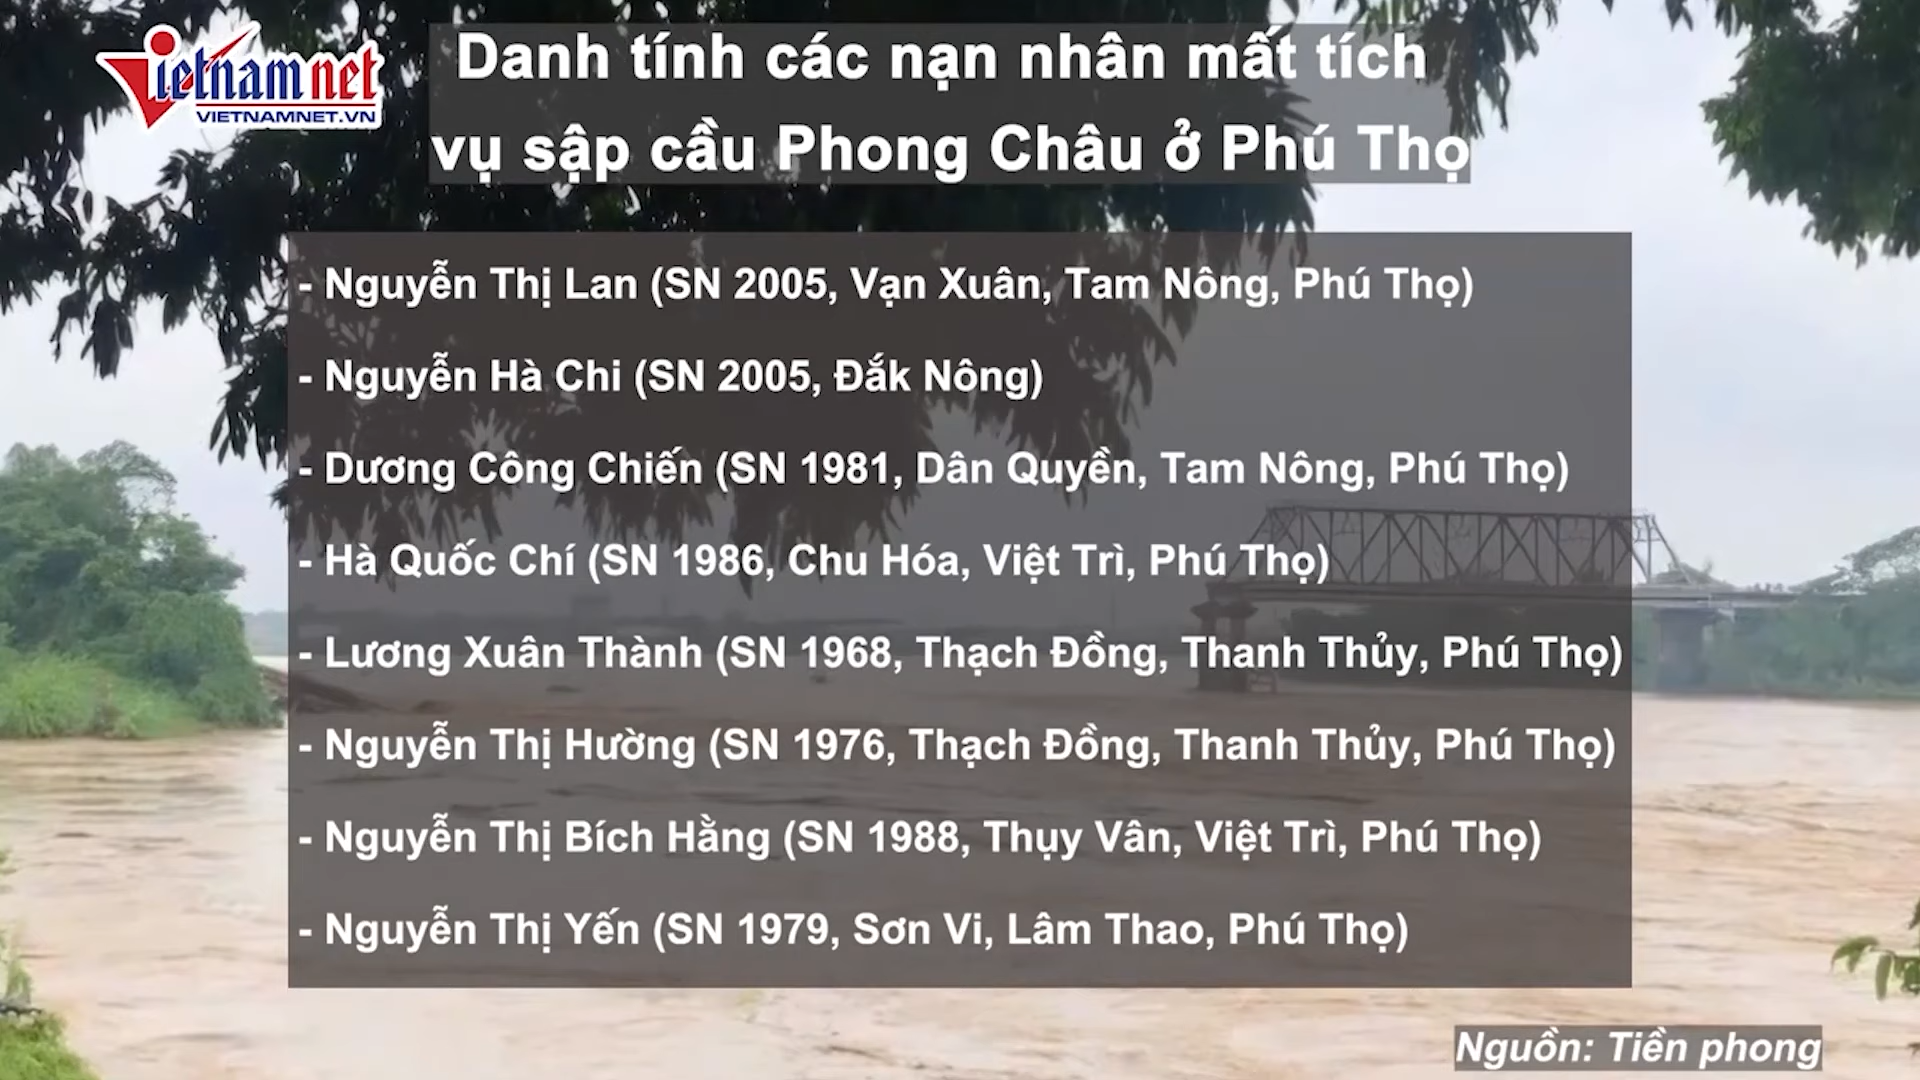 vietnamnet
VIETNAMNET.VN
Danh tính các nạn nhân mất tích
vụ sập cầu Phong Châu ở Phú Thọ
- Nguyễn Thị Lan (SN 2005, Vạn Xuân, Tam Nông, Phú Thọ)
- Nguyễn Hà Chi (SN 2005, Đắk Nông)
- Dương Công Chiến (SN 1981, Dân Quyền, Tam Nông, Phú Thọ)
- Hà Quốc Chí (SN 1986, Chu Hóa, Việt Trì, Phú Thọ)
- Lương Xuân Thành (SN 1968, Thạch Đồng, Thanh Thủy, Phú Thọ)
- Nguyễn Thị Hường (SN 1976, Thạch Đồng, Thanh Thủy, Phú Thọ)
- Nguyễn Thị Bích Hằng (SN 1988, Thụy Vân, Việt Trì, Phú Thọ)
- Nguyễn Thị Yến (SN 1979, Sơn Vi, Lâm Thao, Phú Thọ)
Nguồn: Tiền phong